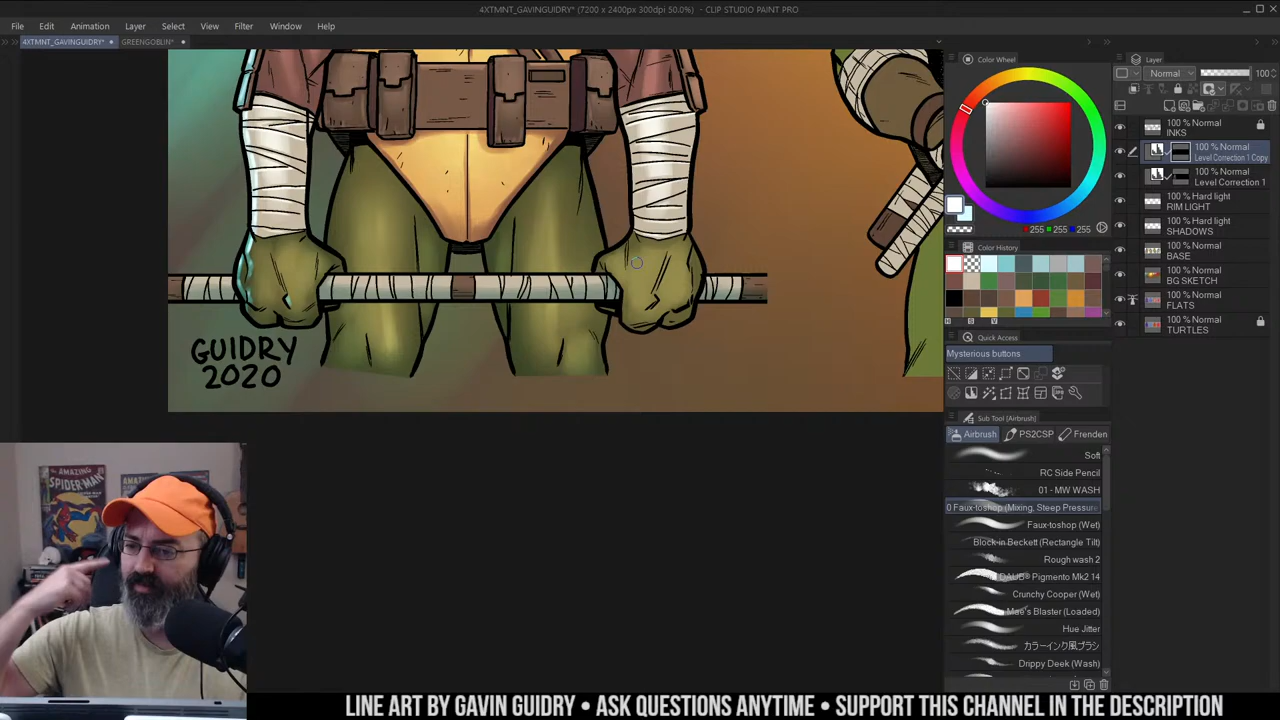 4XTMNT_GAVINGUIDRY* (7200 x 2400px 300dpi 50.0%) - CLIP STUDIO PAINT PRO
File Edit Animation Layer Select View Filter Window Help
4XTMNT_GAVINGUIDRY* GREENGOBLIN*
GUIDRY
2020
THE AMAZING
SPIDER-MAN
Color Wheel
255 255 255
Color History
H S V
Quick Access
Mysterious buttons
Sub Tool[Airbrush]
Airbrush PS2CSP Frenden
Soft
RC Side Pencil
01 - MW WASH
0 Faux-toshop (Mixing, Steep Pressure
Faux-toshop (Wet)
Block-in Beckett (Rectangle Tilt)
Rough wash 2
DAUB® Pigmento Mk2 14
Crunchy Cooper (Wet)
Mae's Blaster (Loaded)
Hue Jitter
カラーインク風ブラシ
Drippy Deek (Wash)
Layer
Normal 100
100 % Normal
INKS
100 % Normal
Level Correction 1 Copy
100 % Normal
Level Correction 1
100 % Hard light
RIM LIGHT
100 % Hard light
SHADOWS
100 % Normal
BASE
100 % Normal
BG SKETCH
100 % Normal
FLATS
100 % Normal
TURTLES
LINE ART BY GAVIN GUIDRY • ASK QUESTIONS ANYTIME • SUPPORT THIS CHANNEL IN THE DESCRIPTION